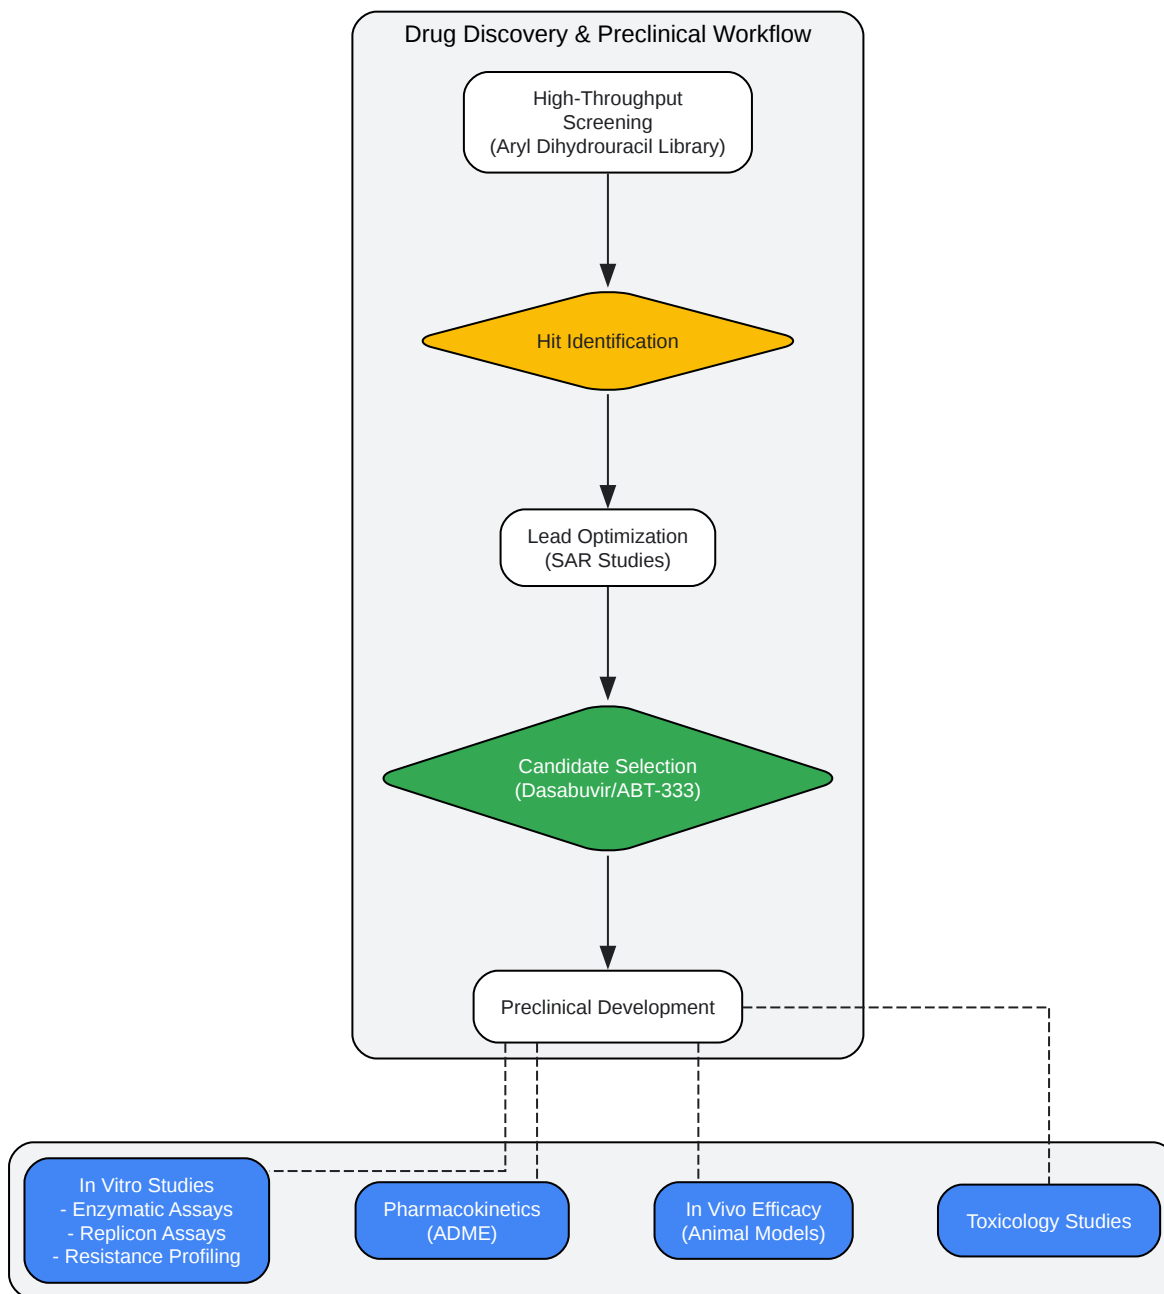 Drug Discovery & Preclinical Workflow
High-Throughput
Screening
(Aryl Dihydrouracil Library)
Hit Identification
Lead Optimization
(SAR Studies)
Candidate Selection
(Dasabuvir/ABT-333)
Preclinical Development
In Vitro Studies
- Enzymatic Assays
- Replicon Assays
- Resistance Profiling
Pharmacokinetics
(ADME)
In Vivo Efficacy
(Animal Models)
Toxicology Studies